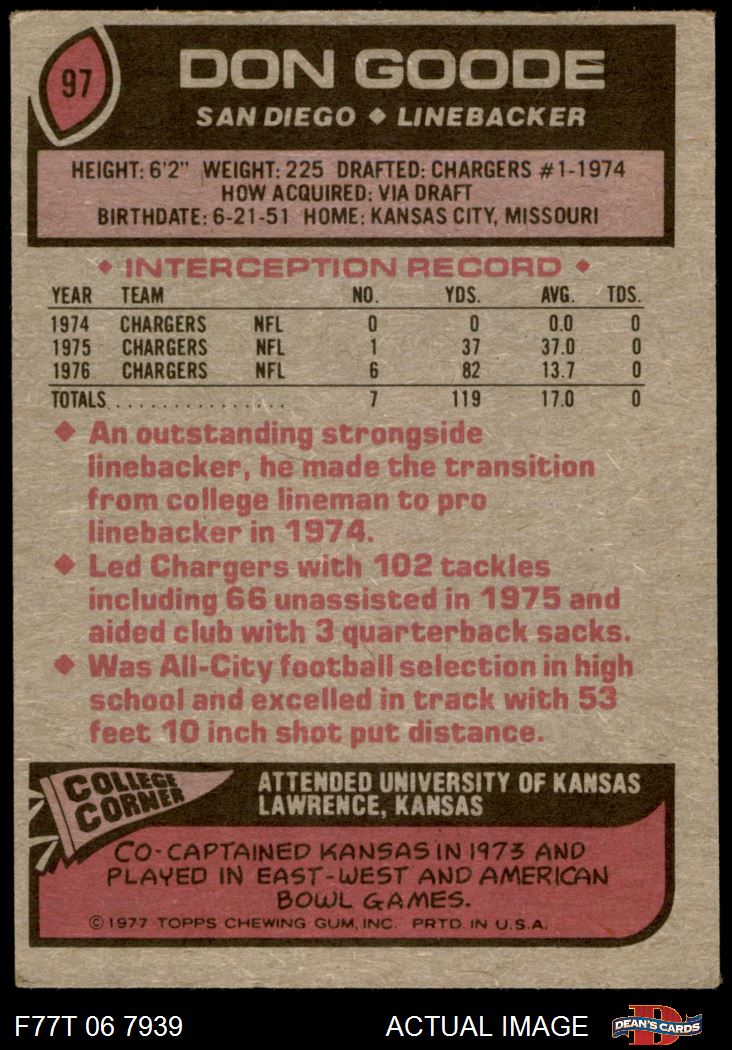 97
DON GOODE
SAN DIEGO ◆ LINEBACKER
HEIGHT: 6'2" WEIGHT: 225 DRAFTED: CHARGERS #1-1974
HOW ACQUIRED: VIA DRAFT
BIRTHDATE: 6-21-51 HOME: KANSAS CITY, MISSOURI
◆ INTERCEPTION RECORD ◆
YEAR TEAM NO. YDS. AVG. TDS.
1974 CHARGERS NFL 0 0 0.0 0
1975 CHARGERS NFL 1 37 37.0 0
1976 CHARGERS NFL 6 82 13.7 0
TOTALS................ 7 119 17.0 0
◆ An outstanding strongside
linebacker, he made the transition
from college lineman to pro
linebacker in 1974.
◆ Led Chargers with 102 tackles
including 66 unassisted in 1975 and
aided club with 3 quarterback sacks.
◆ Was All-City football selection in high
school and excelled in track with 53
feet 10 inch shot put distance.
COLLEGE
CORNER
ATTENDED UNIVERSITY OF KANSAS
LAWRENCE, KANSAS
CO-CAPTAINED KANSAS IN 1973 AND
PLAYED IN EAST-WEST AND AMERICAN
BOWL GAMES.
©1977 TOPPS CHEWING GUM, INC. PRTD. IN U.S.A.
F77T 06 7939
ACTUAL IMAGE
D
DEAN'S CARDS